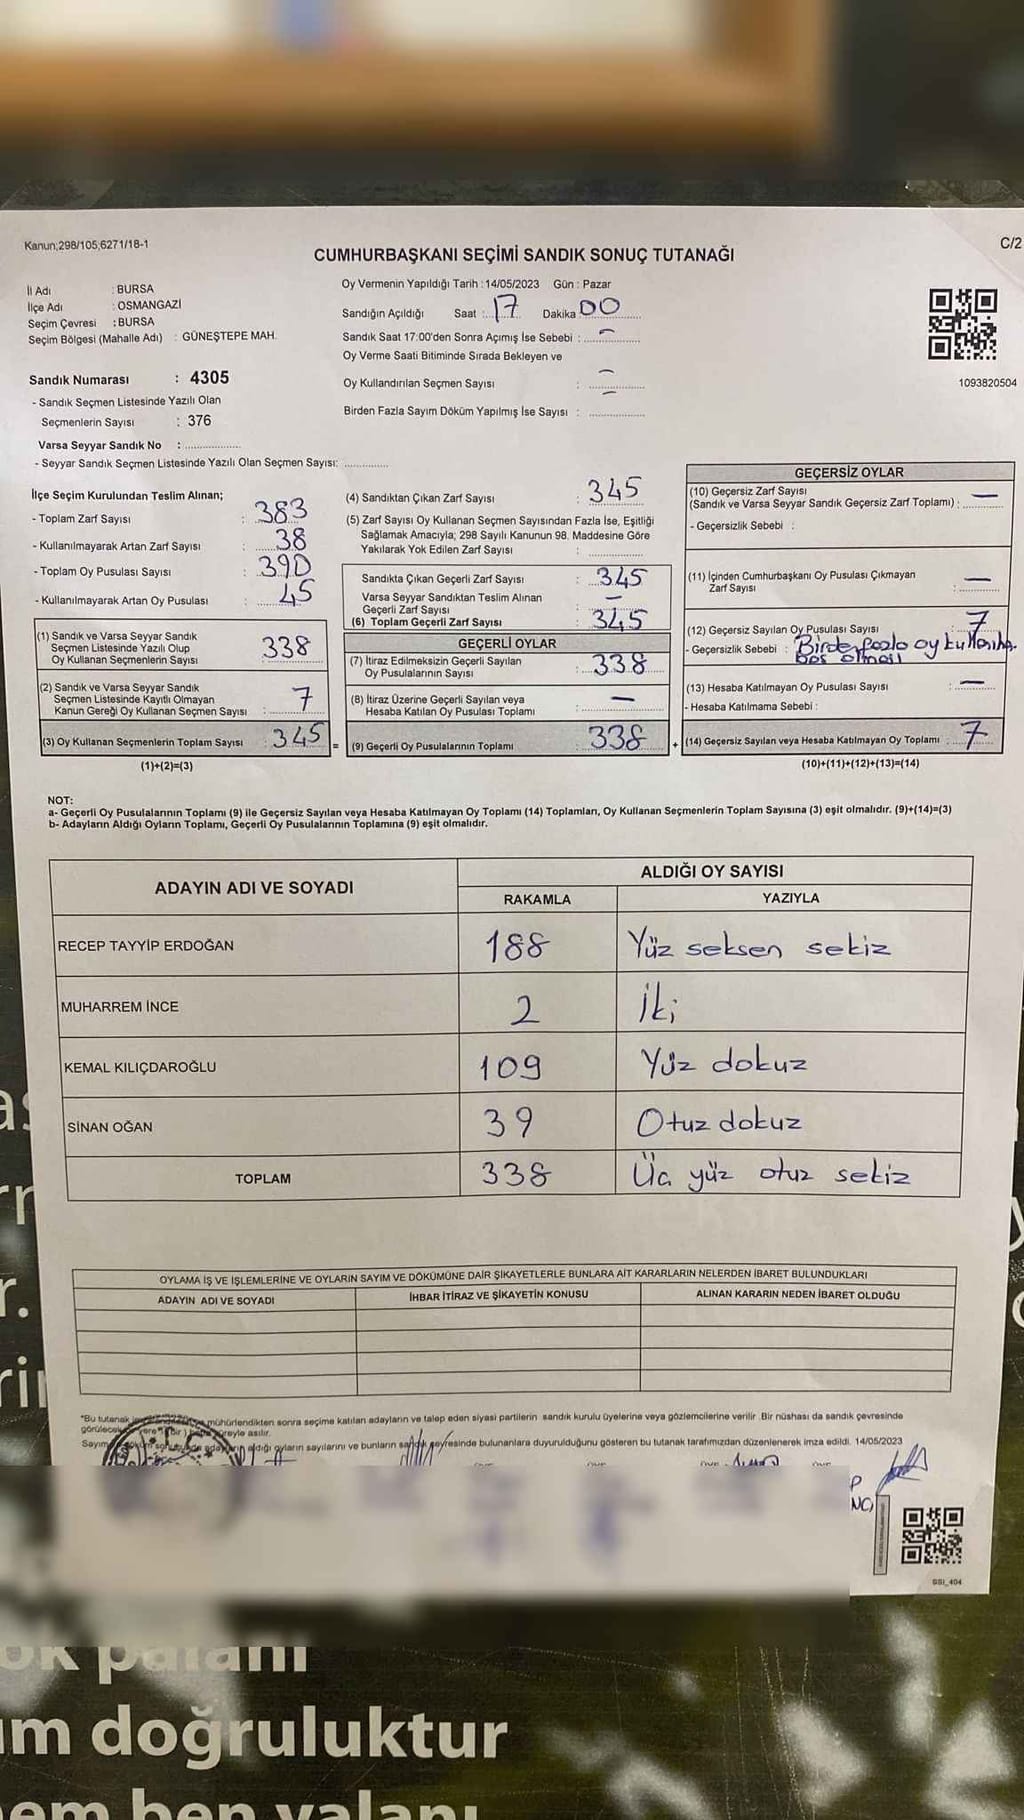 Kanun;298/105;6271/18-1
C/2
CUMHURBAŞKANI SEÇİMİ SANDIK SONUÇ TUTANAĞI
İl Adı : BURSA
İlçe Adı : OSMANGAZİ
Seçim Çevresi : BURSA
Seçim Bölgesi (Mahalle Adı) : GÜNEŞTEPE MAH.
Oy Vermenin Yapıldığı Tarih : 14/05/2023 Gün : Pazar
Sandığın Açıldığı Saat : 17 Dakika 00
Sandık Saat 17:00'den Sonra Açımış İse Sebebi : –
Oy Verme Saati Bitiminde Sırada Bekleyen ve
Oy Kullandırılan Seçmen Sayısı : –
Birden Fazla Sayım Döküm Yapılmış İse Sayısı : –
1093820504
Sandık Numarası : 4305
- Sandık Seçmen Listesinde Yazılı Olan
Seçmenlerin Sayısı : 376
Varsa Seyyar Sandık No :
- Seyyar Sandık Seçmen Listesinde Yazılı Olan Seçmen Sayısı:
İlçe Seçim Kurulundan Teslim Alınan;
- Toplam Zarf Sayısı : 383
- Kullanılmayarak Artan Zarf Sayısı : 38
- Toplam Oy Pusulası Sayısı : 390
- Kullanılmayarak Artan Oy Pusulası : 45
(1) Sandık ve Varsa Seyyar Sandık
Seçmen Listesinde Yazılı Olup
Oy Kullanan Seçmenlerin Sayısı : 338
(2) Sandık ve Varsa Seyyar Sandık
Seçmen Listesinde Kayıtlı Olmayan
Kanun Gereği Oy Kullanan Seçmen Sayısı : 7
(3) Oy Kullanan Seçmenlerin Toplam Sayısı : 345 =
(1)+(2)=(3)
(4) Sandıktan Çıkan Zarf Sayısı : 345
(5) Zarf Sayısı Oy Kullanan Seçmen Sayısından Fazla İse, Eşitliği
Sağlamak Amacıyla; 298 Sayılı Kanunun 98. Maddesine Göre
Yakılarak Yok Edilen Zarf Sayısı :
Sandıkta Çıkan Geçerli Zarf Sayısı : 345
Varsa Seyyar Sandıktan Teslim Alınan
Geçerli Zarf Sayısı : –
(6) Toplam Geçerli Zarf Sayısı : 345
GEÇERLİ OYLAR
(7) İtiraz Edilmeksizin Geçerli Sayılan
Oy Pusulalarının Sayısı : 338
(8) İtiraz Üzerine Geçerli Sayılan veya
Hesaba Katılan Oy Pusulası Toplamı : –
(9) Geçerli Oy Pusulalarının Toplamı : 338 +
GEÇERSİZ OYLAR
(10) Geçersiz Zarf Sayısı
(Sandık ve Varsa Seyyar Sandık Geçersiz Zarf Toplamı) : –
- Geçersizlik Sebebi :
(11) İçinden Cumhurbaşkanı Oy Pusulası Çıkmayan
Zarf Sayısı : –
(12) Geçersiz Sayılan Oy Pusulası Sayısı : 7
- Geçersizlik Sebebi : Birden fazla oy
boş olması
(13) Hesaba Katılmayan Oy Pusulası Sayısı : –
- Hesaba Katılmama Sebebi :
(14) Geçersiz Sayılan veya Hesaba Katılmayan Oy Toplamı : 7
(10)+(11)+(12)+(13)=(14)
NOT:
a- Geçerli Oy Pusulalarının Toplamı (9) ile Geçersiz Sayılan veya Hesaba Katılmayan Oy Toplamı (14) Toplamları, Oy Kullanan Seçmenlerin Toplam Sayısına (3) eşit olmalıdır. (9)+(14)=(3)
b- Adayların Aldığı Oyların Toplamı, Geçerli Oy Pusulalarının Toplamına (9) eşit olmalıdır.
ADAYIN ADI VE SOYADI
ALDIĞI OY SAYISI
RAKAMLA YAZIYLA
RECEP TAYYİP ERDOĞAN 188 Yüz seksen sekiz
MUHARREM İNCE 2 İki
KEMAL KILIÇDAROĞLU 109 Yüz dokuz
SİNAN OĞAN 39 Otuz dokuz
TOPLAM 338 Üç yüz otuz sekiz
OYLAMA İŞ VE İŞLEMLERİNE VE OYLARIN SAYIM VE DÖKÜMÜNE DAİR ŞİKAYETLERLE BUNLARA AİT KARARLARIN NELERDEN İBARET BULUNDUKLARI
ADAYIN ADI VE SOYADI İHBAR İTİRAZ VE ŞİKAYETİN KONUSU ALINAN KARARIN NEDEN İBARET OLDUĞU
"Bu tutanak mühürlendikten sonra seçime katılan adayların ve talep eden siyasi partilerin sandık kurulu üyelerine veya gözlemcilerine verilir. Bir nüshası da sandık çevresinde
görülecek süreyle asılır.
Sayım aldığı oyların sayılarını ve bunların sandık çevresinde bulunanlara duyurulduğunu gösteren bu tutanak tarafımızdan düzenlenerek imza edildi. 14/05/2023
GSI_404
ok palanı
ım doğruluktur
em ben yalanı